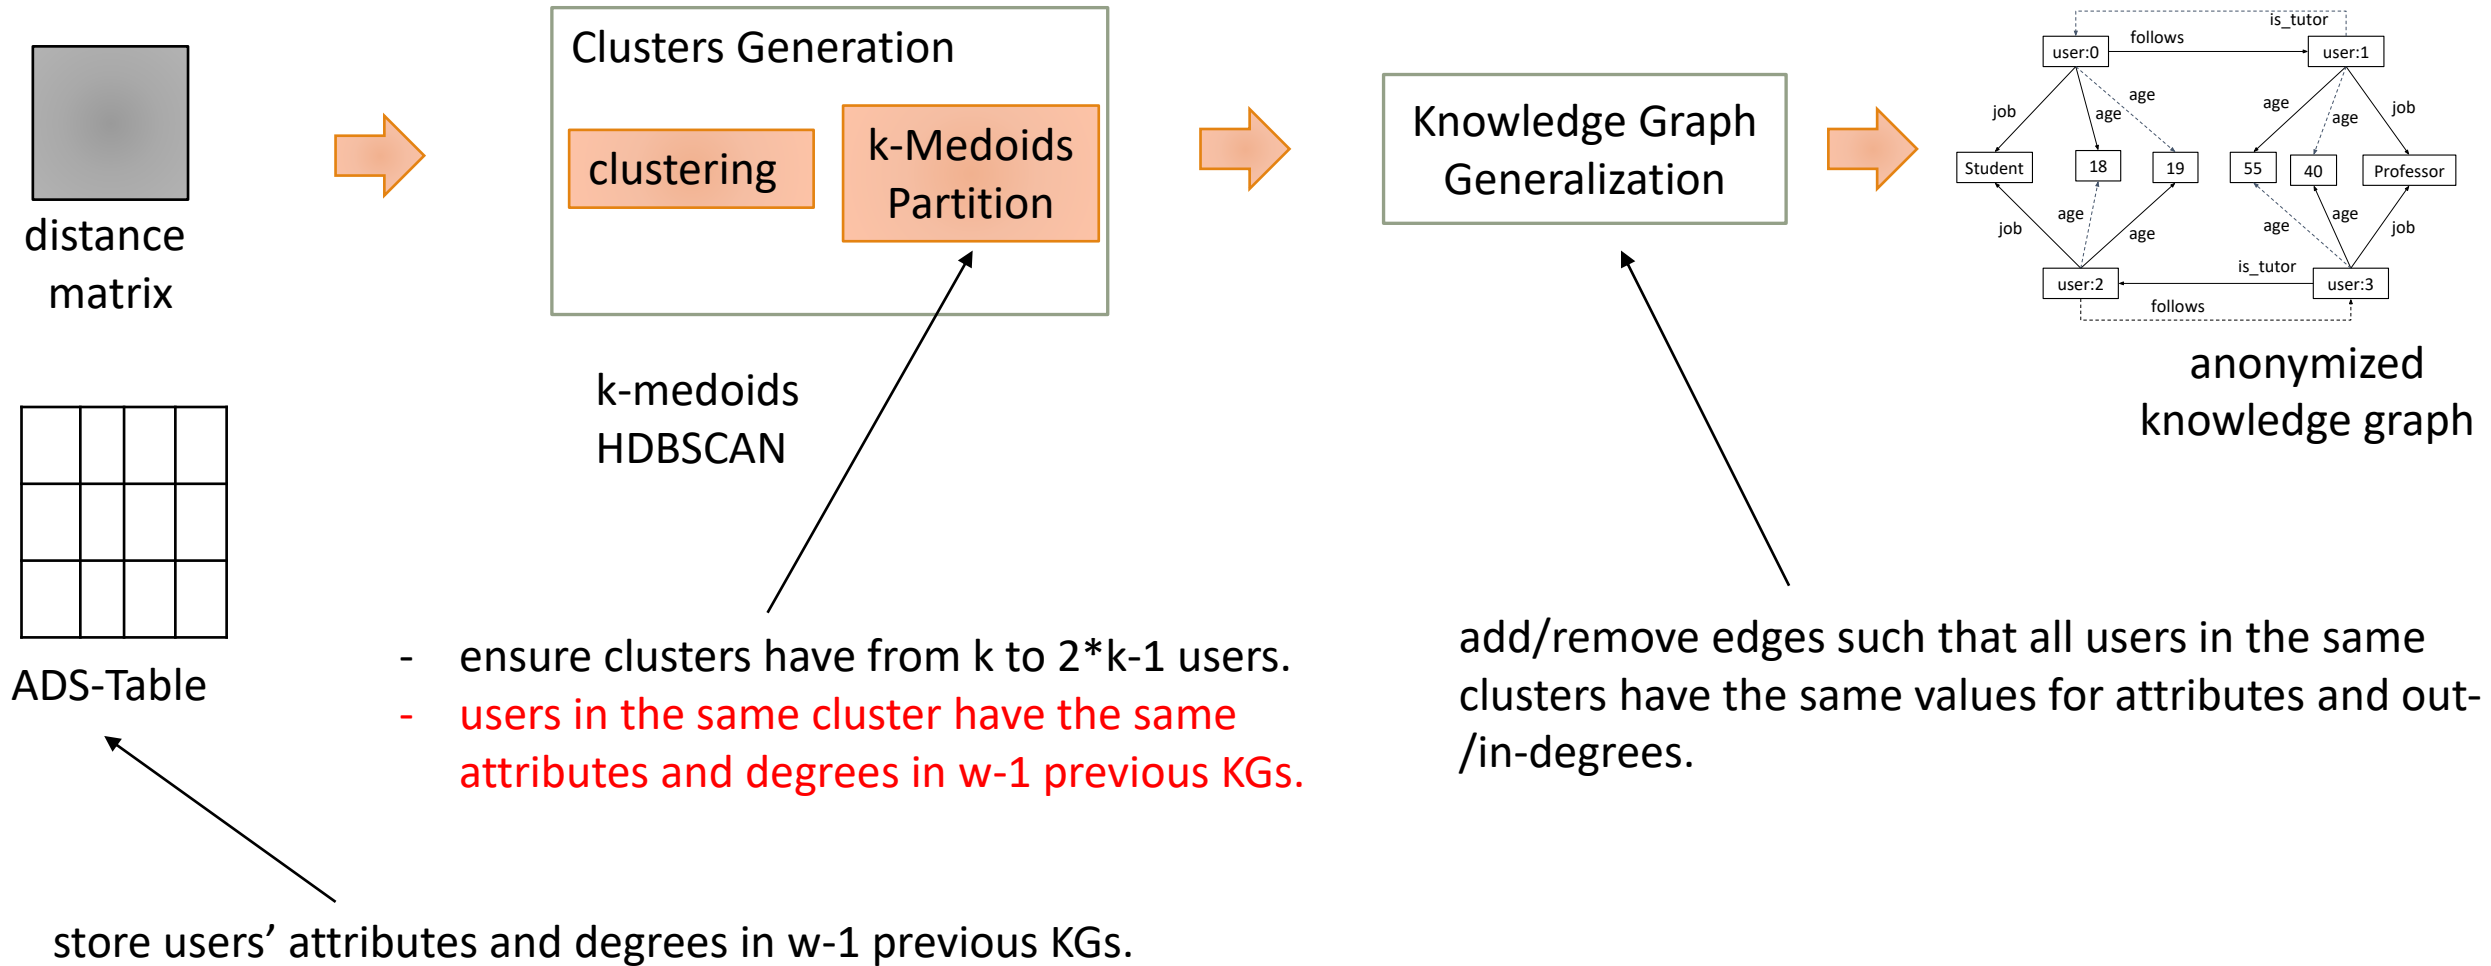 distance
matrix
Clusters Generation
clustering
k-Medoids
Partition
Knowledge Graph
Generalization
is_tutor
follows
user:0
user:1
job
age
age
age
age
job
Student
18
19
55
40
Professor
job
age
age
age
age
job
user:2
is_tutor
user:3
follows
anonymized
knowledge graph
k-medoids
HDBSCAN
ADS-Table
- ensure clusters have from k to 2*k-1 users.
- users in the same cluster have the same
attributes and degrees in w-1 previous KGs.
add/remove edges such that all users in the same
clusters have the same values for attributes and out-
/in-degrees.
store users’ attributes and degrees in w-1 previous KGs.